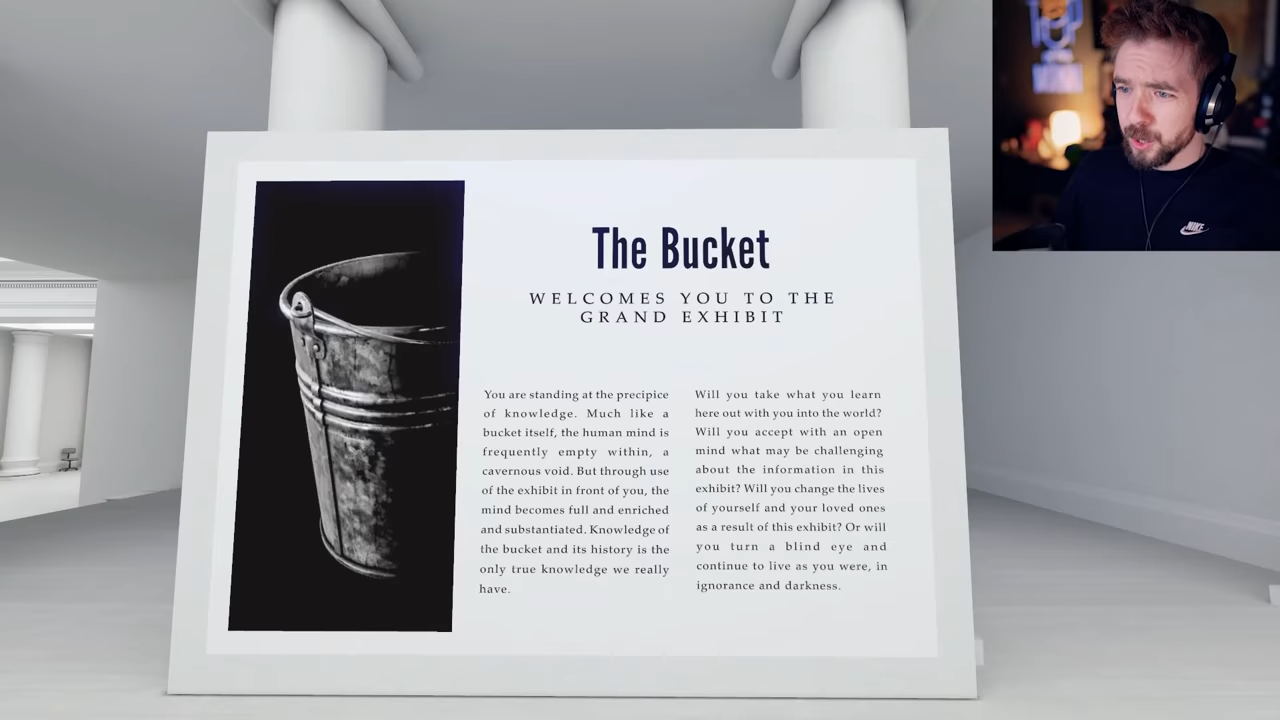 The Bucket
WELCOMES YOU TO THE
GRAND EXHIBIT
You are standing at the precipice
of knowledge. Much like a
bucket itself, the human mind is
frequently empty within, a
cavernous void. But through use
of the exhibit in front of you, the
mind becomes full and enriched
and substantiated. Knowledge of
the bucket and its history is the
only true knowledge we really
have.
Will you take what you learn
here out with you into the world?
Will you accept with an open
mind what may be challenging
about the information in this
exhibit? Will you change the lives
of yourself and your loved ones
as a result of this exhibit? Or will
you turn a blind eye and
continue to live as you were, in
ignorance and darkness.
NIKE